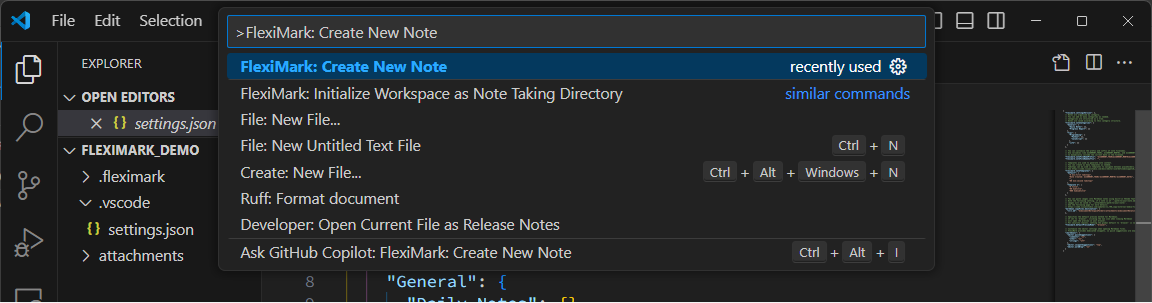 File Edit Selection
>FlexiMark: Create New Note
EXPLORER
OPEN EDITORS
{} settings.json
FLEXIMARK_DEMO
.fleximark
.vscode
{} settings.json
attachments
FlexiMark: Create New Note recently used
FlexiMark: Initialize Workspace as Note Taking Directory similar commands
File: New File...
File: New Untitled Text File Ctrl + N
Create: New File... Ctrl + Alt + Windows + N
Ruff: Format document
Developer: Open Current File as Release Notes
Ask GitHub Copilot: FlexiMark: Create New Note Ctrl + Alt + I
8 "General": {